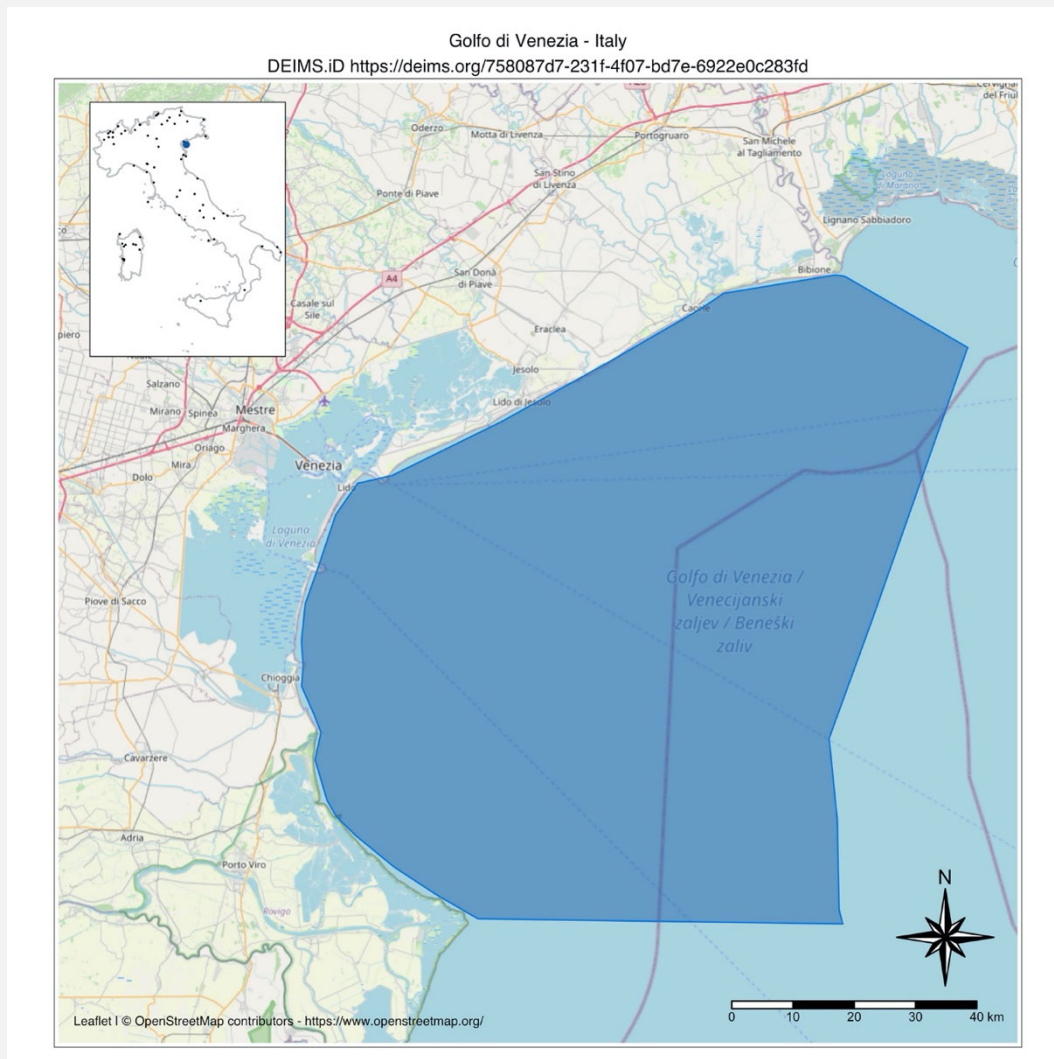 Golfo di Venezia - Italy
DEIMS.iD https://deims.org/758087d7-231f-4f07-bd7e-6922e0c283fd
del Friuli
Oderzo
Motta di Livenza
Portogruaro
San Michele
al Tagliamento
San Stino
di Livenza
Ponte di Piave
Laguna
di Marano
Lignano Sabbiadoro
Bibione
San Donà
di Piave
A4
Casale sul
Sile
Caorle
Eraclea
piero
Jesolo
Salzano
Lido di Jesolo
Mirano
Spinea
Mestre
Marghera
Oriago
Mira
Venezia
Dolo
Lido
Laguna
di Venezia
Golfo di Venezia /
Venecijanski
zaljev / Beneški
zaliv
Piove di Sacco
Chioggia
Cavarzere
Adria
Porto Viro
Rovigo
N
0
10
20
30
40 km
Leaflet | © OpenStreetMap contributors - https://www.openstreetmap.org/